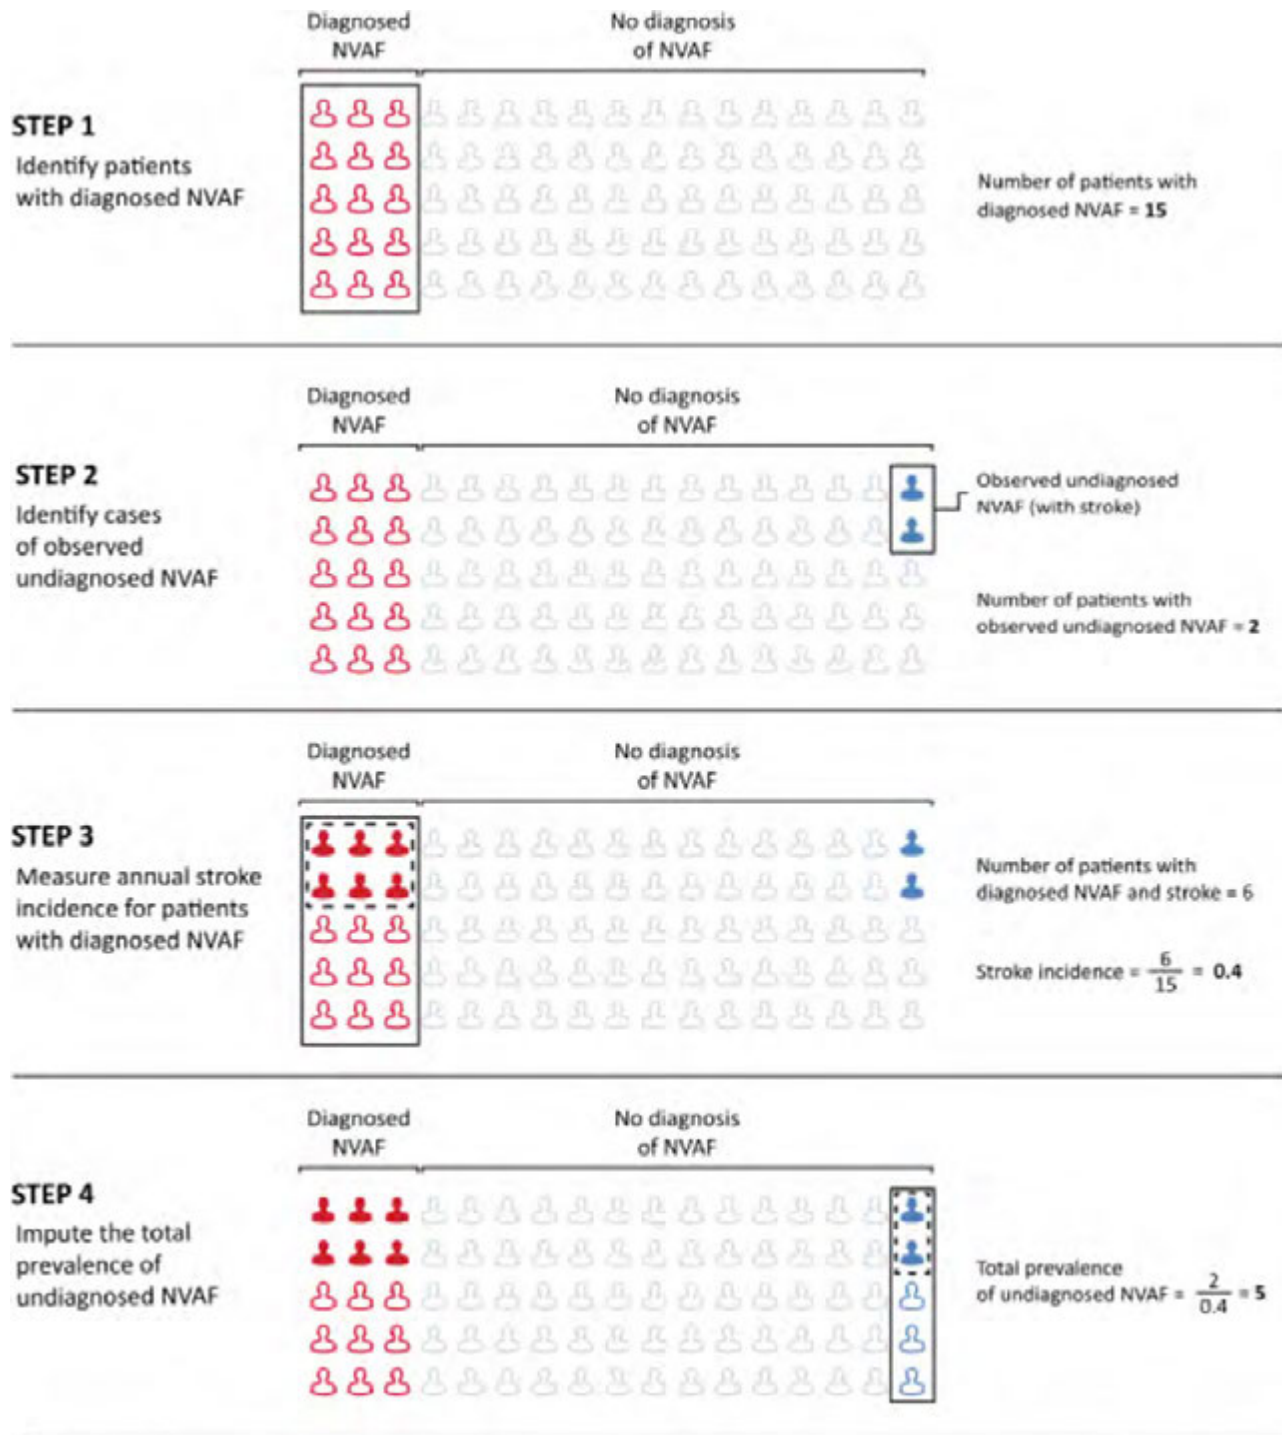 Diagnosed
NVAF
No diagnosis
of NVAF
STEP 1
Identify patients
with diagnosed NVAF
Number of patients with
diagnosed NVAF = 15
Diagnosed
NVAF
No diagnosis
of NVAF
STEP 2
Identify cases
of observed
undiagnosed NVAF
Observed undiagnosed
NVAF (with stroke)
Number of patients with
observed undiagnosed NVAF = 2
Diagnosed
NVAF
No diagnosis
of NVAF
STEP 3
Measure annual stroke
incidence for patients
with diagnosed NVAF
Number of patients with
diagnosed NVAF and stroke = 6
Stroke incidence = 6/15 = 0.4
Diagnosed
NVAF
No diagnosis
of NVAF
STEP 4
Impute the total
prevalence of
undiagnosed NVAF
Total prevalence
of undiagnosed NVAF = 2/0.4 = 5